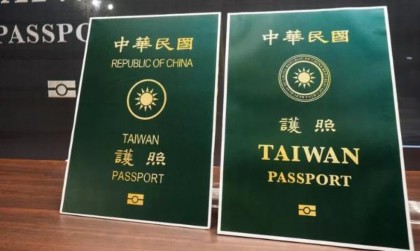 PASSPO
中華民國
REPUBLIC OF CHINA
TAIWAN
護照
PASSPORT
中華民國
護照
TAIWAN
PASSPORT